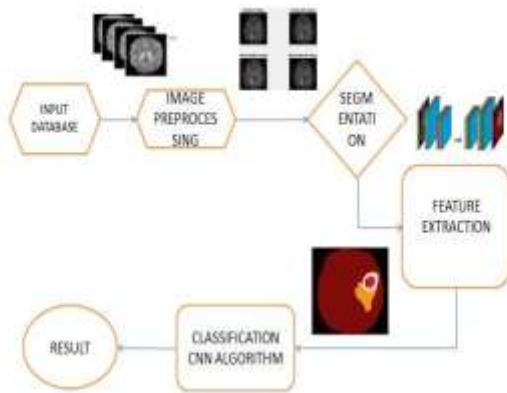 INPUT
DATABASE
IMAGE
PREPROCES
SING
SEGM
ENTATI
ON
FEATURE
EXTRACTION
CLASSIFICATION
CNN ALGORITHM
RESULT